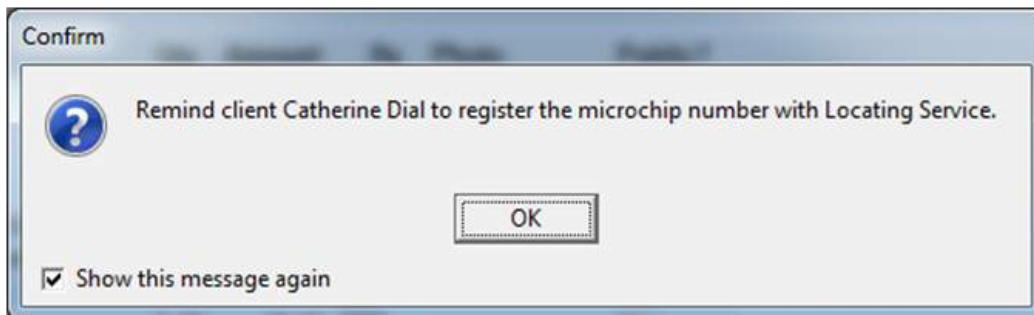 Confirm
Remind client Catherine Dial to register the microchip number with Locating Service.
OK
Show this message again